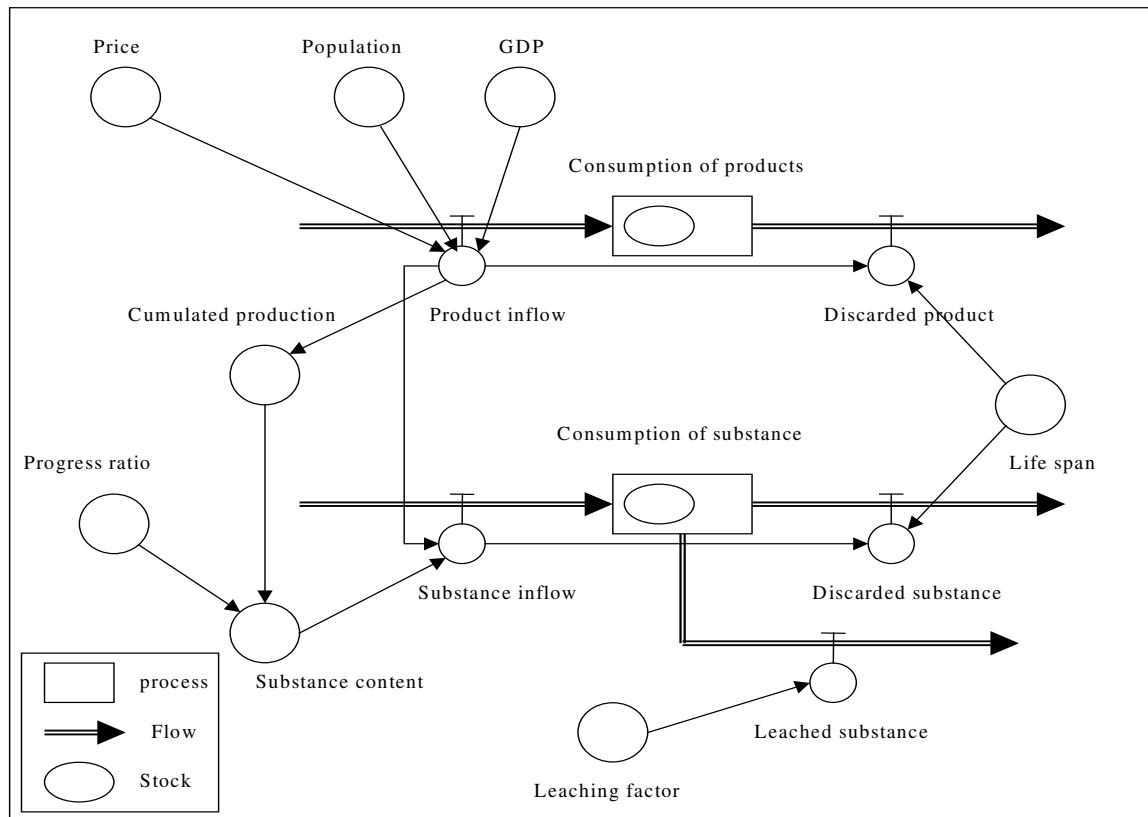 Price
Population
GDP
Consumption of products
Cumulated production
Product inflow
Discarded product
Consumption of substance
Progress ratio
Life span
Substance inflow
Discarded substance
Substance content
process
Flow
Stock
Leached substance
Leaching factor